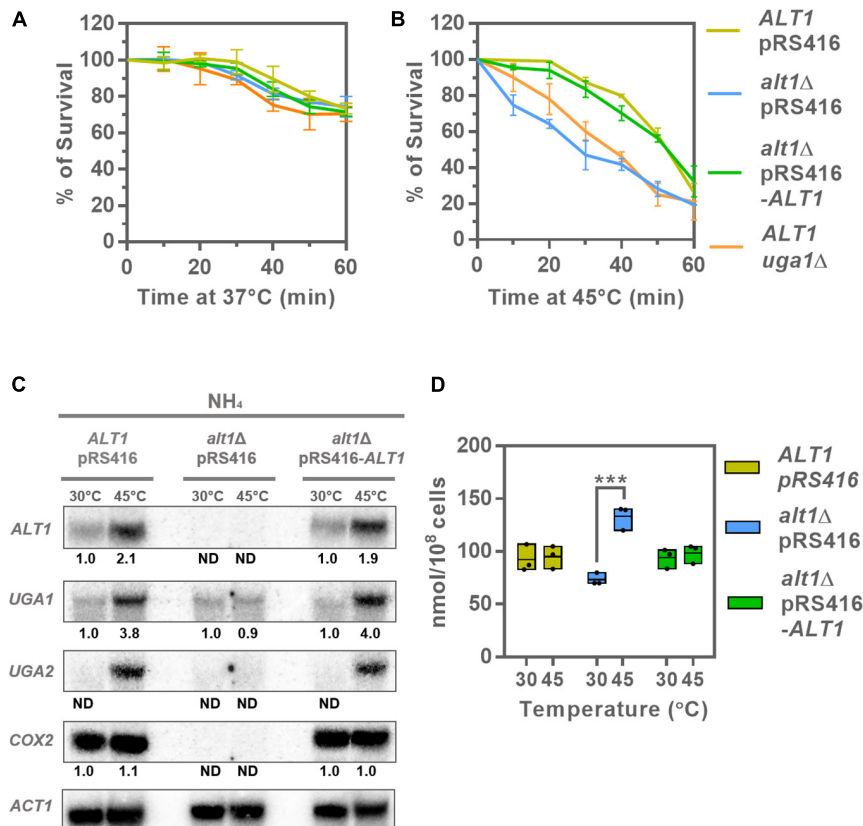 A
120
100
80
60
40
20
0
% of Survival
0
20
40
60
Time at 37°C (min)
B
120
100
80
60
40
20
0
% of Survival
0
20
40
60
Time at 45°C (min)
ALT1
pRS416
alt1Δ
pRS416
alt1Δ
pRS416
-ALT1
ALT1
uga1Δ
C
NH₄
ALT1 alt1Δ alt1Δ
pRS416 pRS416 pRS416-ALT1
30°C 45°C 30°C 45°C 30°C 45°C
ALT1
1.0 2.1 ND ND 1.0 1.9
UGA1
1.0 3.8 1.0 0.9 1.0 4.0
UGA2
ND ND ND ND
COX2
1.0 1.1 ND ND 1.0 1.0
ACT1
D
200
150
100
50
0
nmol/10⁸ cells
***
30 45 30 45 30 45
Temperature (°C)
ALT1
pRS416
alt1Δ
pRS416
alt1Δ
pRS416
-ALT1